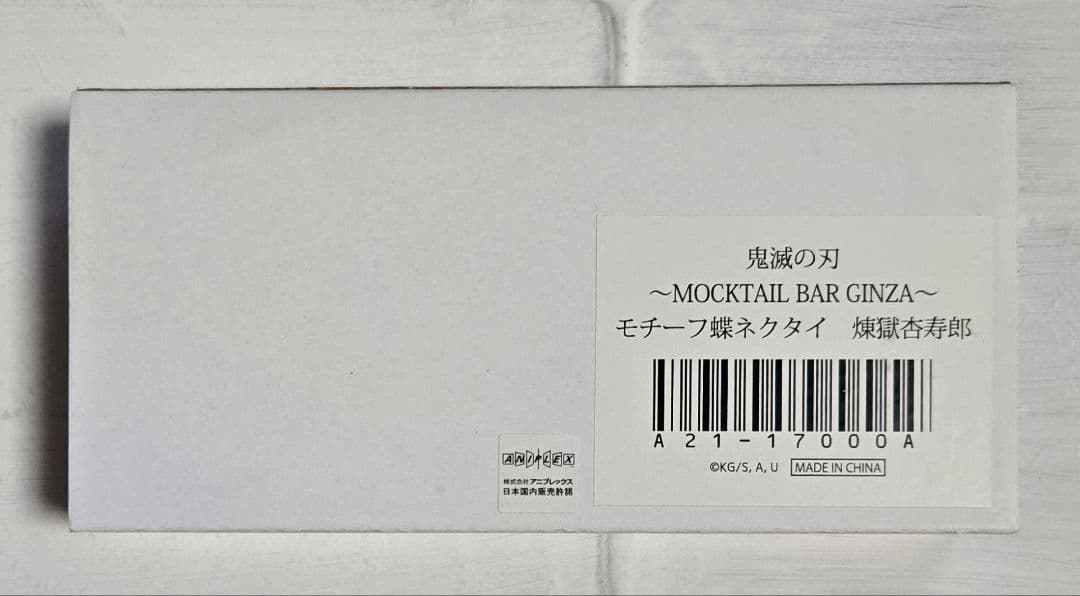 鬼滅の刃
～MOCKTAIL BAR GINZA～
モチーフ蝶ネクタイ　煉獄杏寿郎
A21-17000A
©KG/S, A, U MADE IN CHINA
ANIPLEX
株式会社 アニプレックス
日本国内販売許諾